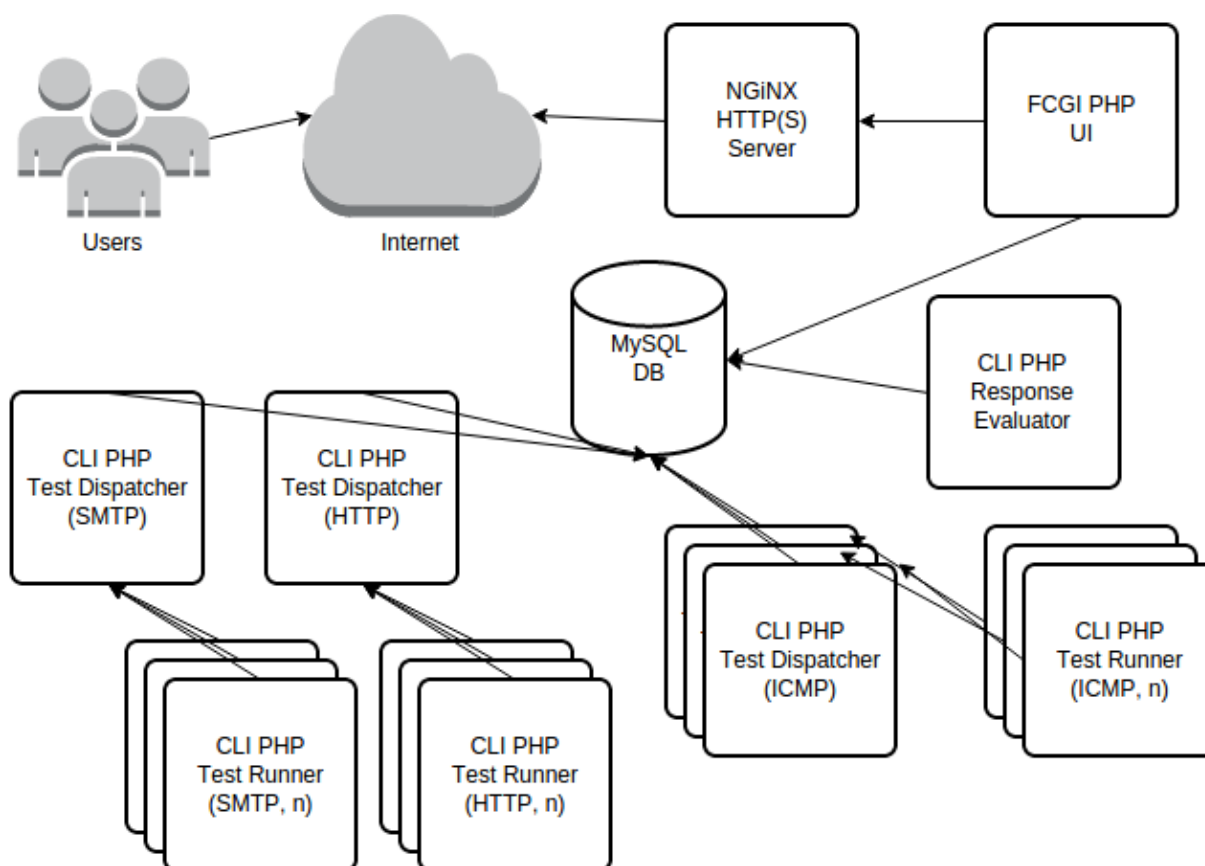 NGiNX
HTTP(S)
Server
FCGI PHP
UI
Users
Internet
MySQL
DB
CLI PHP
Response
Evaluator
CLI PHP
Test Dispatcher
(SMTP)
CLI PHP
Test Dispatcher
(HTTP)
CLI PHP
Test Dispatcher
(ICMP)
CLI PHP
Test Runner
(ICMP, n)
CLI PHP
Test Runner
(SMTP, n)
CLI PHP
Test Runner
(HTTP, n)